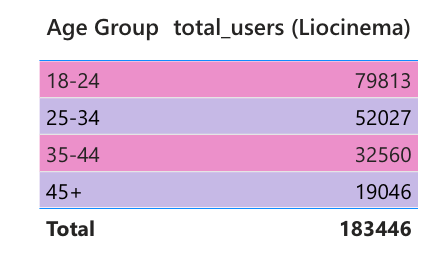 Age Group total_users (Liocinema)
18-24 79813
25-34 52027
35-44 32560
45+ 19046
Total 183446